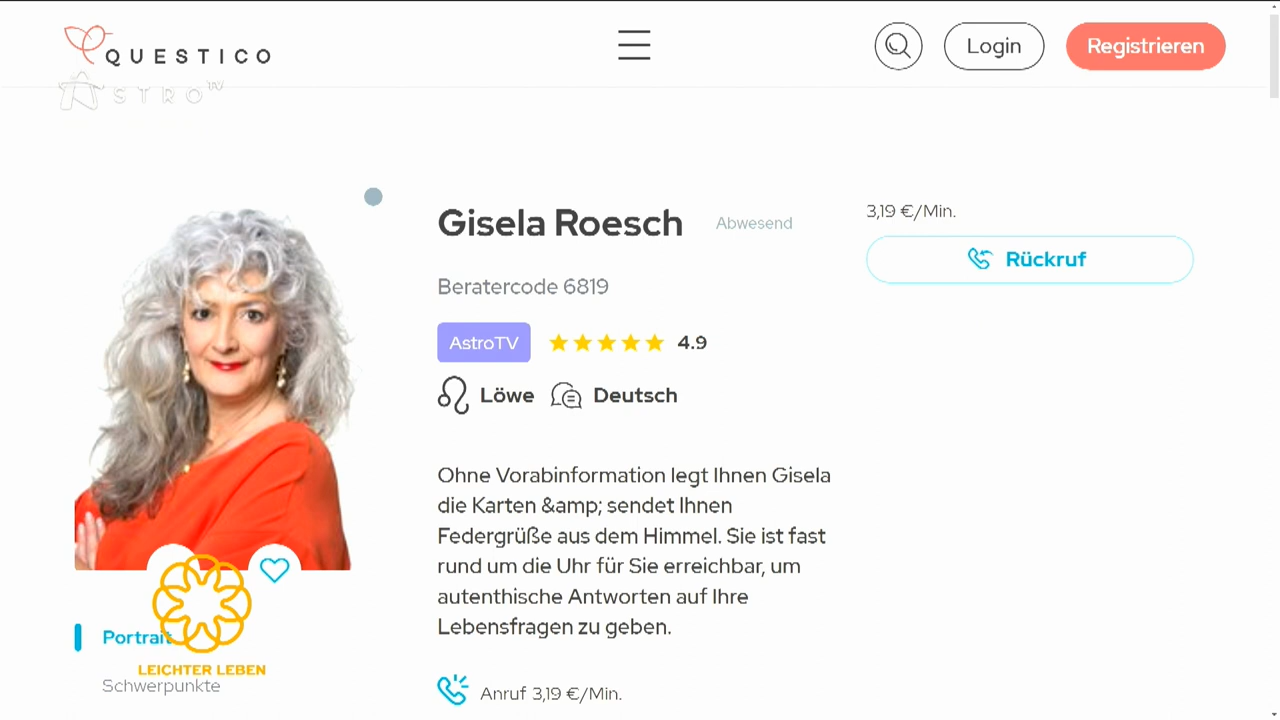 QUESTICO
Login
Registrieren
ASTRO TV
Gisela Roesch
Abwesend
3,19 €/Min.
Rückruf
Beratercode 6819
AstroTV
4.9
Löwe
Deutsch
Ohne Vorabinformation legt Ihnen Gisela
die Karten &amp; sendet Ihnen
Federgrüße aus dem Himmel. Sie ist fast
rund um die Uhr für Sie erreichbar, um
autenthische Antworten auf Ihre
Lebensfragen zu geben.
Portrait
LEICHTER LEBEN
Schwerpunkte
Anruf 3,19 €/Min.